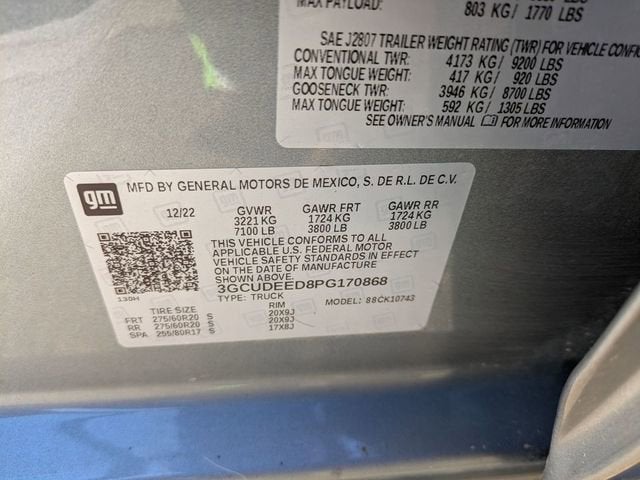 MAX PAYLOAD:
803 KG / 1770 LBS
SAE J2807 TRAILER WEIGHT RATING (TWR) FOR VEHICLE CONFIG
CONVENTIONAL TWR: 4173 KG / 9200 LBS
MAX TONGUE WEIGHT: 417 KG / 920 LBS
GOOSENECK TWR: 3946 KG / 8700 LBS
MAX TONGUE WEIGHT: 592 KG / 1305 LBS
SEE OWNER'S MANUAL FOR MORE INFORMATION
gm
MFD BY GENERAL MOTORS DE MEXICO, S. DE R.L. DE C.V.
12/22 GVWR GAWR FRT GAWR RR
3221 KG 1724 KG 1724 KG
7100 LB 3800 LB 3800 LB
THIS VEHICLE CONFORMS TO ALL
APPLICABLE U.S. FEDERAL MOTOR
VEHICLE SAFETY STANDARDS IN EFFECT
ON THE DATE OF MANUFACTURE
SHOWN ABOVE.
3GCUDEED8PG170868
TYPE: TRUCK MODEL: 88CK10743
TIRE SIZE RIM
FRT 275/60R20 S 20X9J
RR 275/60R20 S 20X9J
SPA 255/80R17 S 17X8J